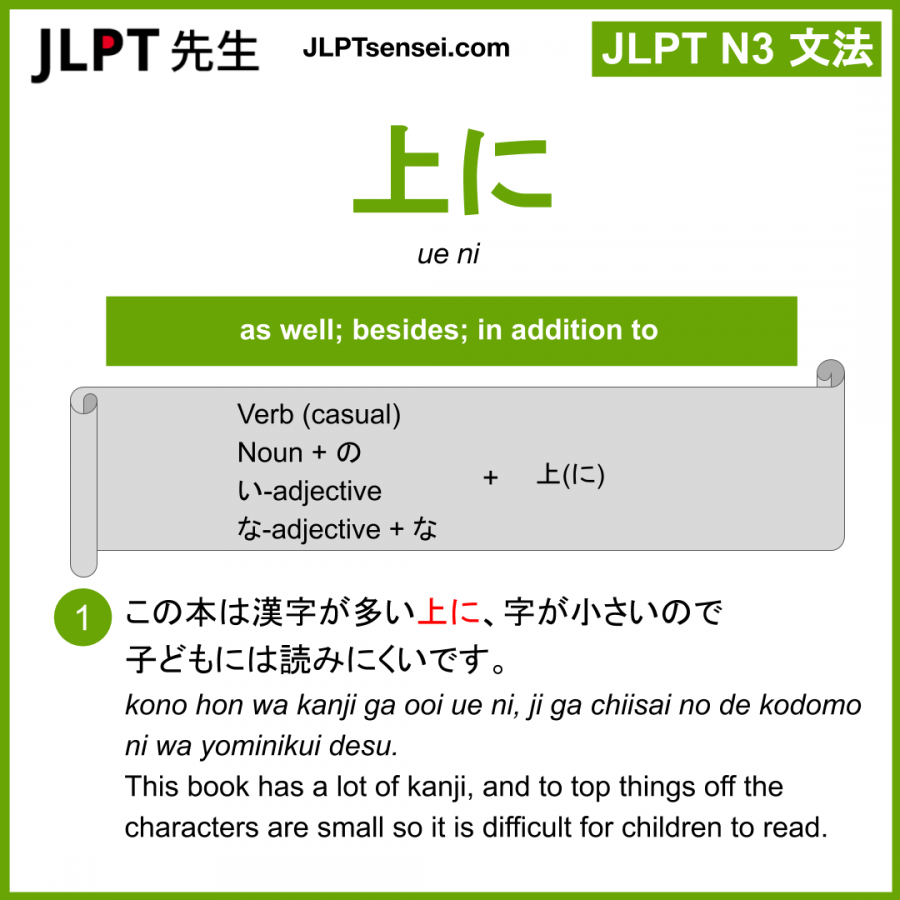 JLPT 先生
JLPTsensei.com
JLPT N3 文法
上に
ue ni
as well; besides; in addition to
Verb (casual)
Noun + の
い-adjective
な-adjective + な
+ 上(に)
1
この本は漢字が多い上に、字が小さいので
子どもには読みにくいです。
kono hon wa kanji ga ooi ue ni, ji ga chiisai no de kodomo
ni wa yominikui desu.
This book has a lot of kanji, and to top things off the
characters are small so it is difficult for children to read.